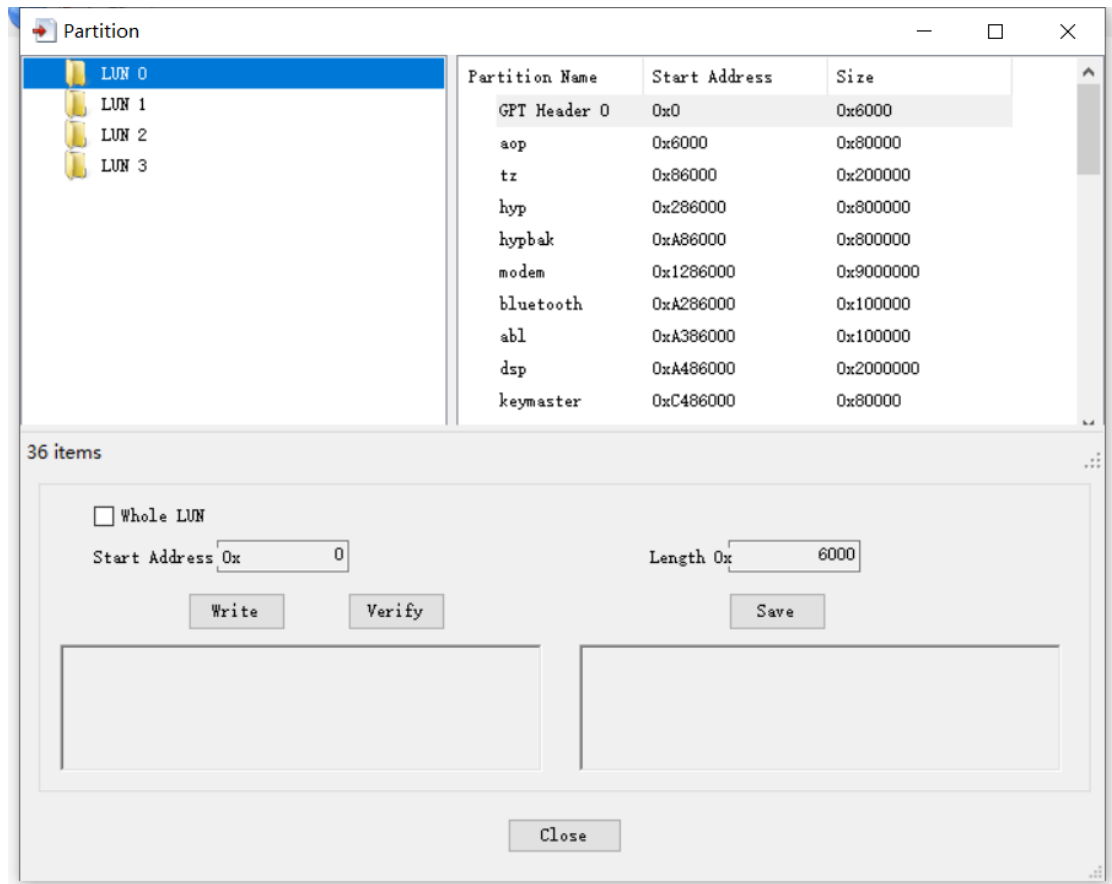 Partition
LUN 0
LUN 1
LUN 2
LUN 3
Partition Name Start Address Size
GPT Header 0 0x0 0x6000
aop 0x6000 0x80000
tz 0x86000 0x200000
hyp 0x286000 0x800000
hypbak 0xA86000 0x800000
modem 0x1286000 0x9000000
bluetooth 0xA286000 0x100000
abl 0xA386000 0x100000
dsp 0xA486000 0x2000000
keymaster 0xC486000 0x80000
36 items
Whole LUN
Start Address 0x 0 Length 0x 6000
Write Verify Save
Close